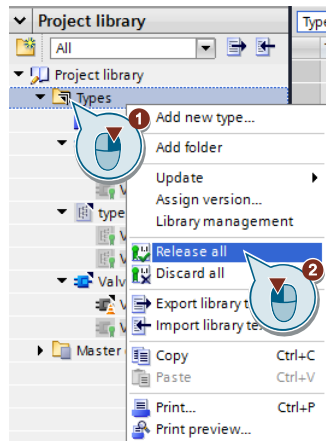 Project library
Type
All
Project library
Types
Add new type...
Add folder
Update
Assign version...
Library management
Release all
Discard all
Export library t
Import library te
Copy Ctrl+C
Paste Ctrl+V
Print... Ctrl+P
Print preview...
1
2
V
type
V
V
Valv
V
V
Master